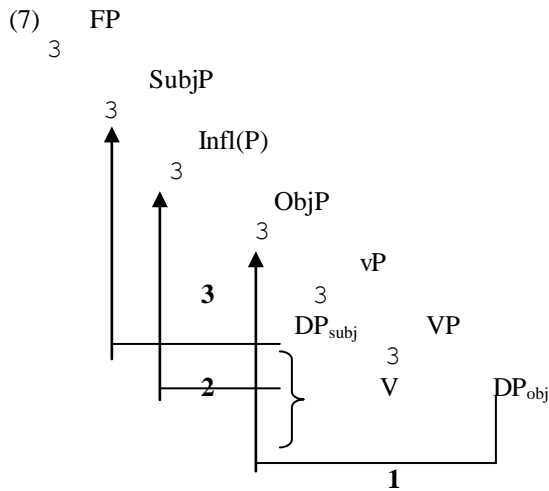 (7) FP
3
SubjP
3
Infl(P)
3
ObjP
3
vP
3 3
DPsubj VP
3
2 V DPobj
1